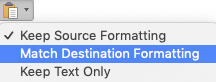 Keep Source Formatting
Match Destination Formatting
Keep Text Only